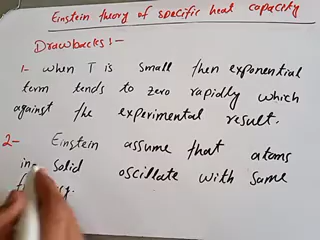 Einstein theory of specific heat capacity
Drawbacks:-
1- when T is small then exponential
term tends to zero rapidly which
against the experimental result.
2- Einstein assume that atoms
in solid oscillate with same